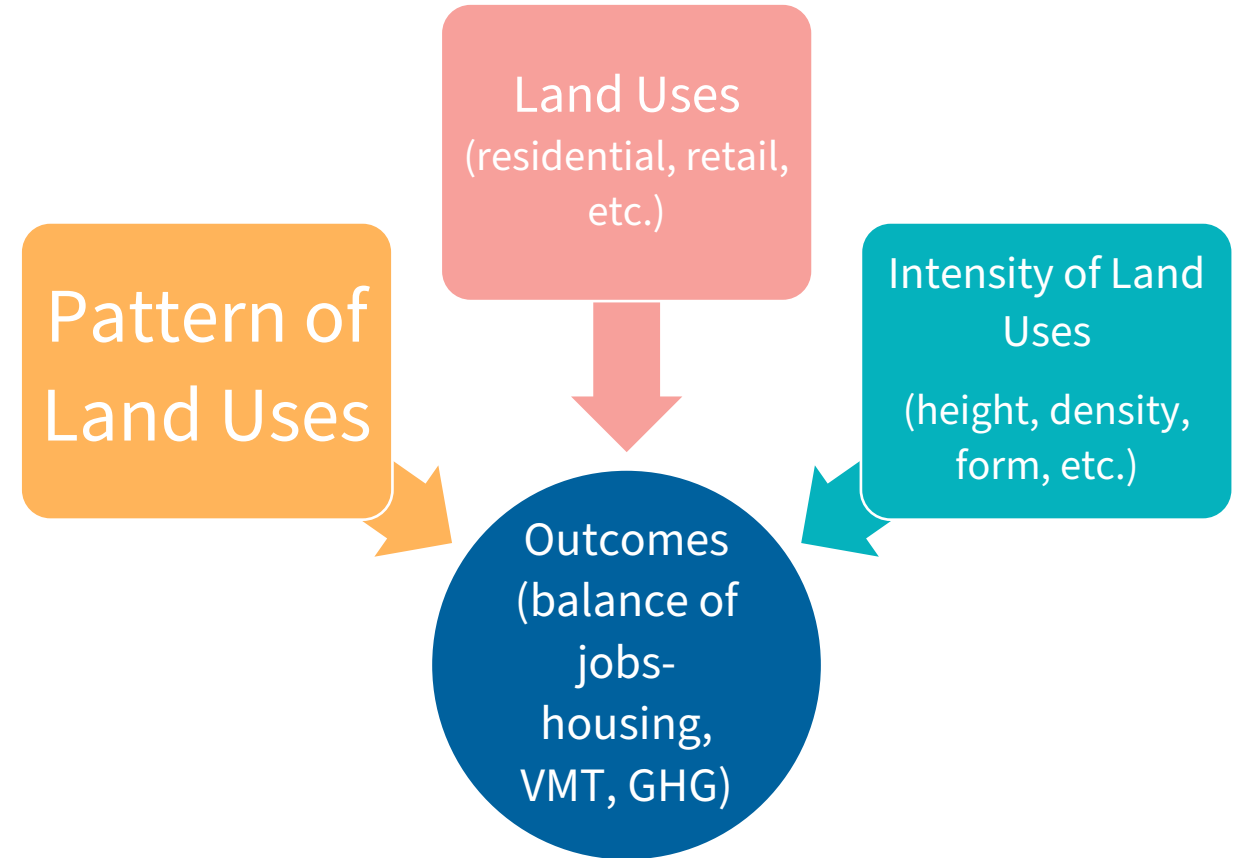 Land Uses
(residential, retail,
etc.)
Pattern of
Land Uses
Intensity of Land
Uses
(height, density,
form, etc.)
Outcomes
(balance of
jobs-
housing,
VMT, GHG)